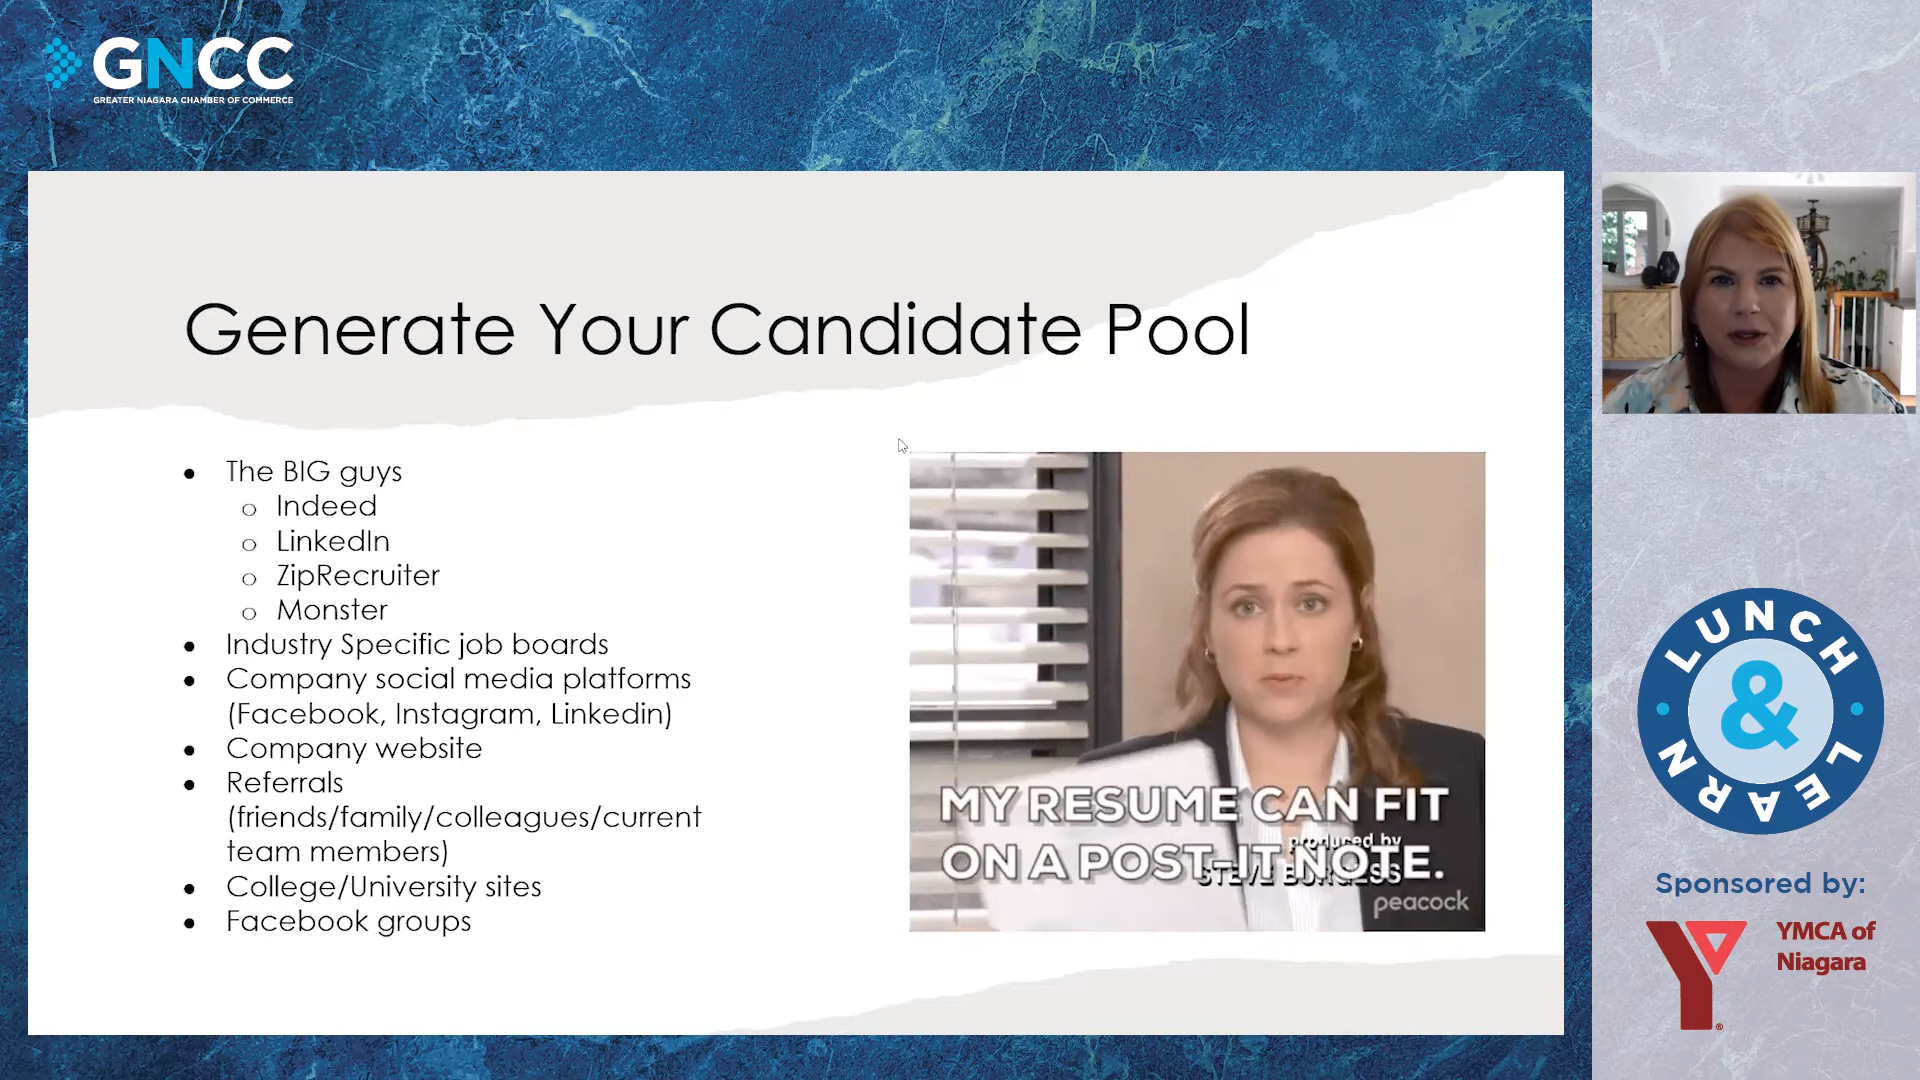 GNCC
GREATER NIAGARA CHAMBER OF COMMERCE
Generate Your Candidate Pool
The BIG guys
Indeed
LinkedIn
ZipRecruiter
Monster
Industry Specific job boards
Company social media platforms
(Facebook, Instagram, Linkedin)
Company website
Referrals
(friends/family/colleagues/current
team members)
College/University sites
Facebook groups
MY RESUME CAN FIT
produced by
ON A POST-IT NOTE.
STEVE BURGESS
peacock
LUNCH
&
LEARN
Sponsored by:
YMCA of
Niagara